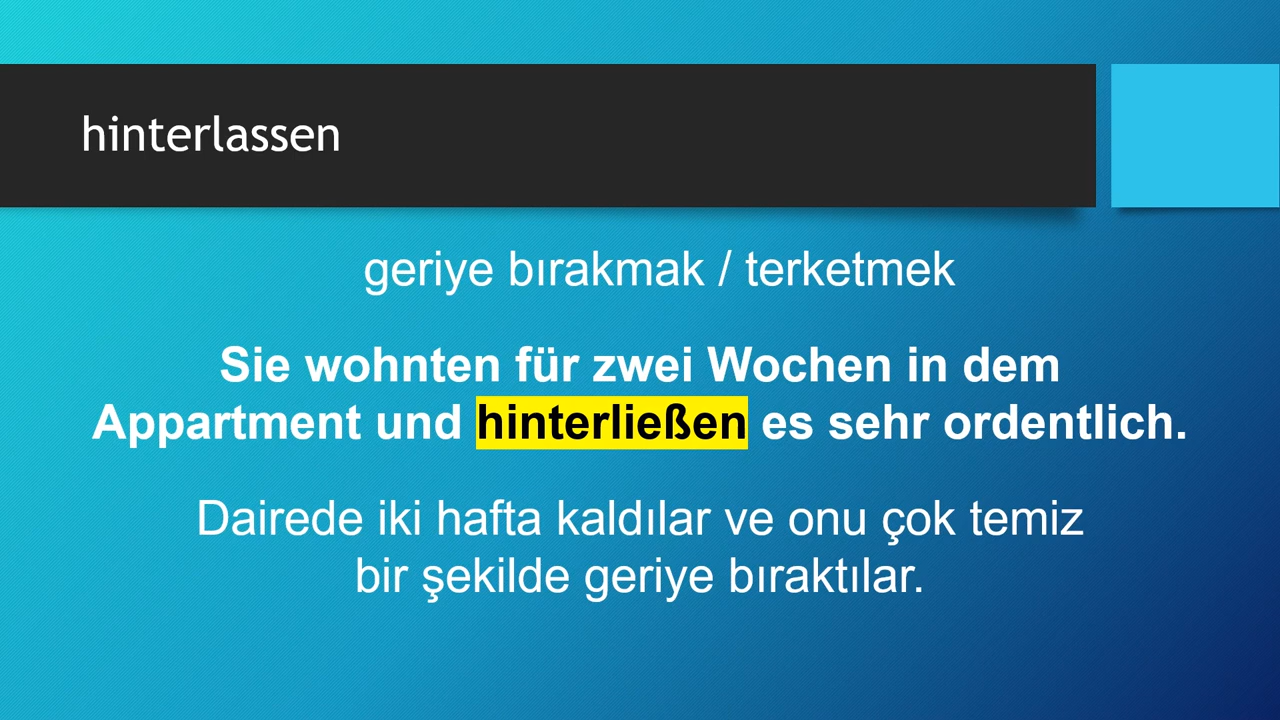 hinterlassen
geriye bırakmak / terketmek
Sie wohnten für zwei Wochen in dem
Appartment und hinterließen es sehr ordentlich.
Dairede iki hafta kaldılar ve onu çok temiz
bir şekilde geriye bıraktılar.